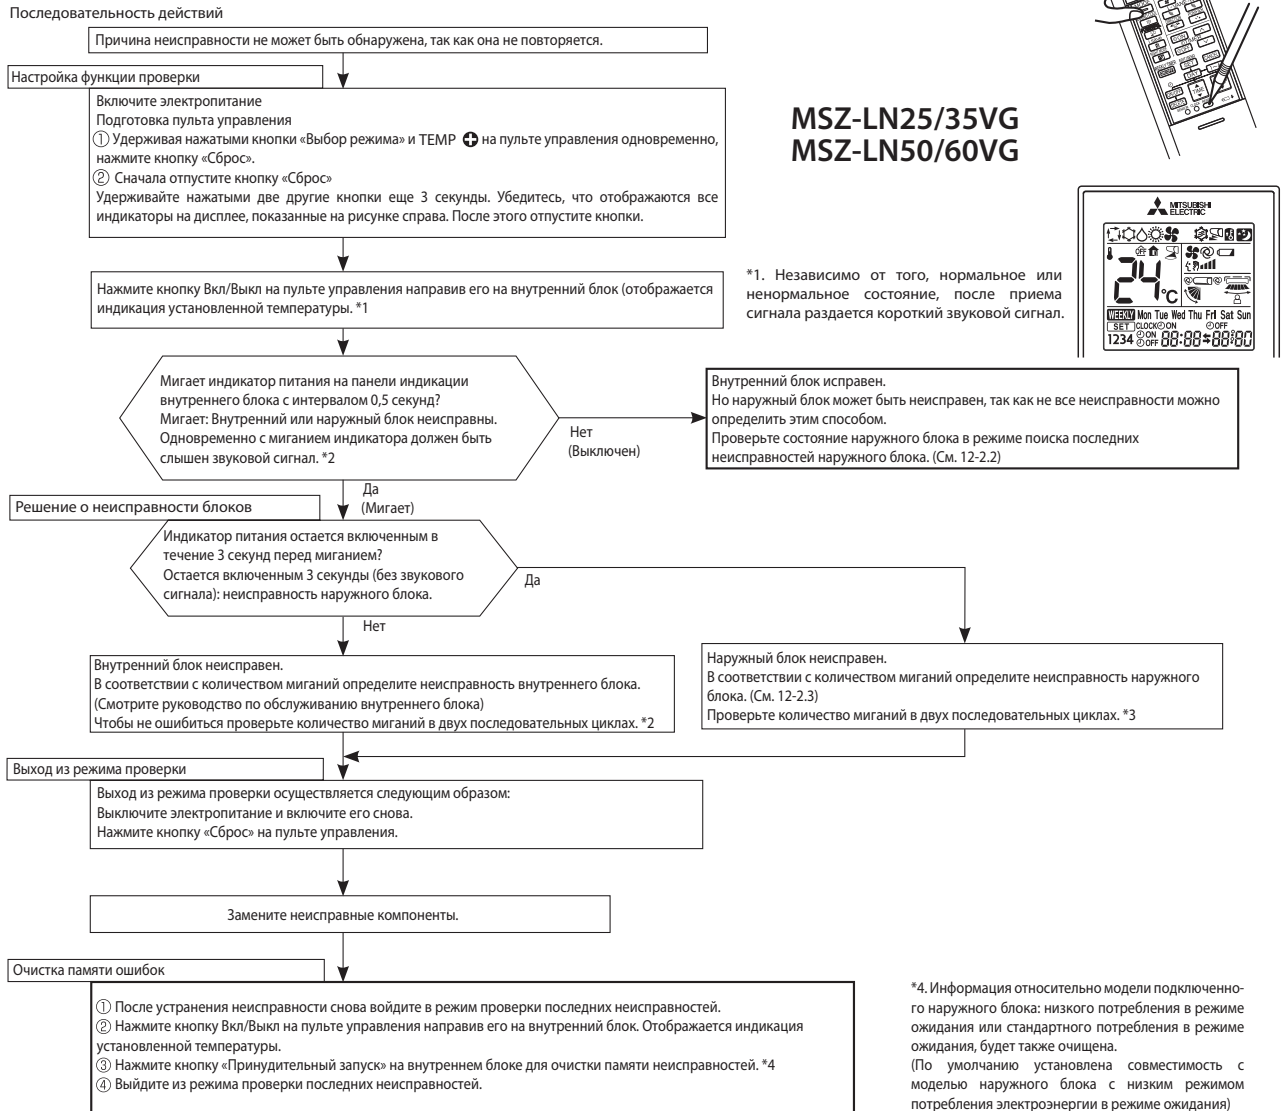 Последовательность действий
Причина неисправности не может быть обнаружена, так как она не повторяется.
Настройка функции проверки
Включите электропитание
Подготовка пульта управления
① Удерживая нажатыми кнопки «Выбор режима» и TEMP ➕ на пульте управления одновременно,
нажмите кнопку «Сброс».
② Сначала отпустите кнопку «Сброс»
Удерживайте нажатыми две другие кнопки еще 3 секунды. Убедитесь, что отображаются все
индикаторы на дисплее, показанные на рисунке справа. После этого отпустите кнопки.
MSZ-LN25/35VG
MSZ-LN50/60VG
MITSUBISHI
ELECTRIC
24°C
WEEKLY Mon Tue Wed Thu Fri Sat Sun
SET CLOCK ON OFF
1234 ON OFF 88:88 88:80
Нажмите кнопку Вкл/Выкл на пульте управления направив его на внутренний блок (отображается
индикация установленной температуры. *1
*1. Независимо от того, нормальное или
ненормальное состояние, после приема
сигнала раздается короткий звуковой сигнал.
Мигает индикатор питания на панели индикации
внутреннего блока с интервалом 0,5 секунд?
Мигает: Внутренний или наружный блок неисправны.
Одновременно с миганием индикатора должен быть
слышен звуковой сигнал. *2
Нет
(Выключен)
Внутренний блок исправен.
Но наружный блок может быть неисправен, так как не все неисправности можно
определить этим способом.
Проверьте состояние наружного блока в режиме поиска последних
неисправностей наружного блока. (См. 12-2.2)
Да
(Мигает)
Решение о неисправности блоков
Индикатор питания остается включенным в
течение 3 секунд перед миганием?
Остается включенным 3 секунды (без звукового
сигнала): неисправность наружного блока.
Да
Нет
Внутренний блок неисправен.
В соответствии с количеством миганий определите неисправность внутреннего блока.
(Смотрите руководство по обслуживанию внутреннего блока)
Чтобы не ошибиться проверьте количество миганий в двух последовательных циклах. *2
Наружный блок неисправен.
В соответствии с количеством миганий определите неисправность наружного
блока. (См. 12-2.3)
Проверьте количество миганий в двух последовательных циклах. *3
Выход из режима проверки
Выход из режима проверки осуществляется следующим образом:
Выключите электропитание и включите его снова.
Нажмите кнопку «Сброс» на пульте управления.
Замените неисправные компоненты.
Очистка памяти ошибок
① После устранения неисправности снова войдите в режим проверки последних неисправностей.
② Нажмите кнопку Вкл/Выкл на пульте управления направив его на внутренний блок. Отображается индикация
установленной температуры.
③ Нажмите кнопку «Принудительный запуск» на внутреннем блоке для очистки памяти неисправностей. *4
④ Выйдите из режима проверки последних неисправностей.
*4. Информация относительно модели подключенно-
го наружного блока: низкого потребления в режиме
ожидания или стандартного потребления в режиме
ожидания, будет также очищена.
(По умолчанию установлена совместимость с
моделью наружного блока с низким режимом
потребления электроэнергии в режиме ожидания)